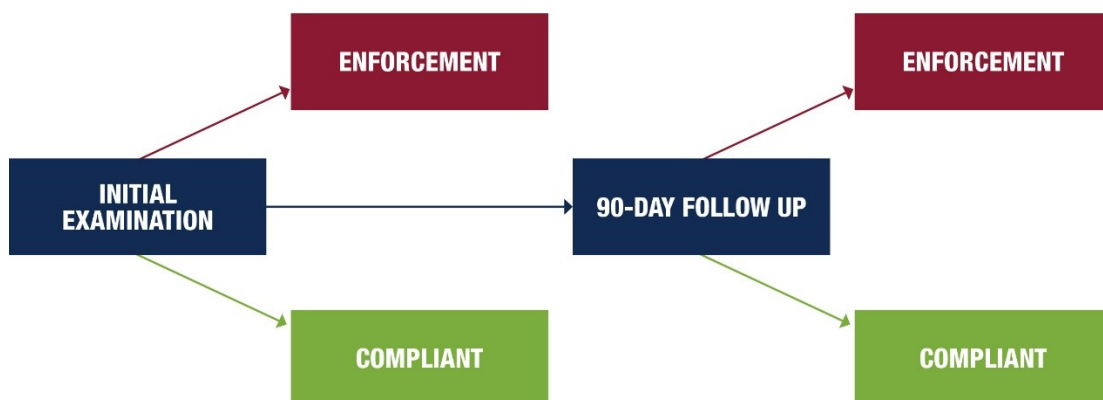 ENFORCEMENT
ENFORCEMENT
INITIAL
EXAMINATION
90-DAY FOLLOW UP
COMPLIANT
COMPLIANT